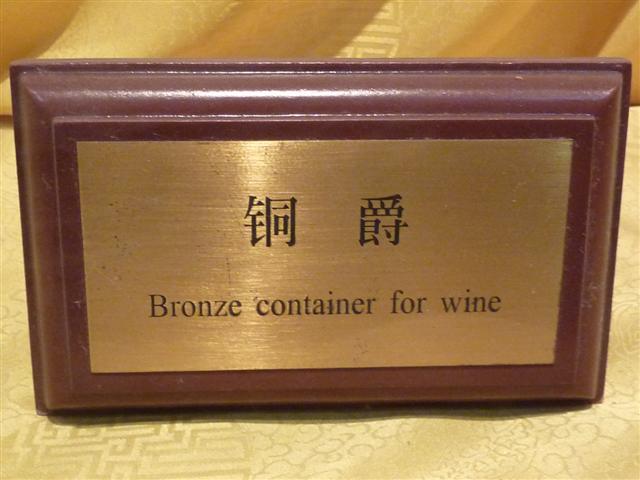 铜 爵
Bronze container for wine